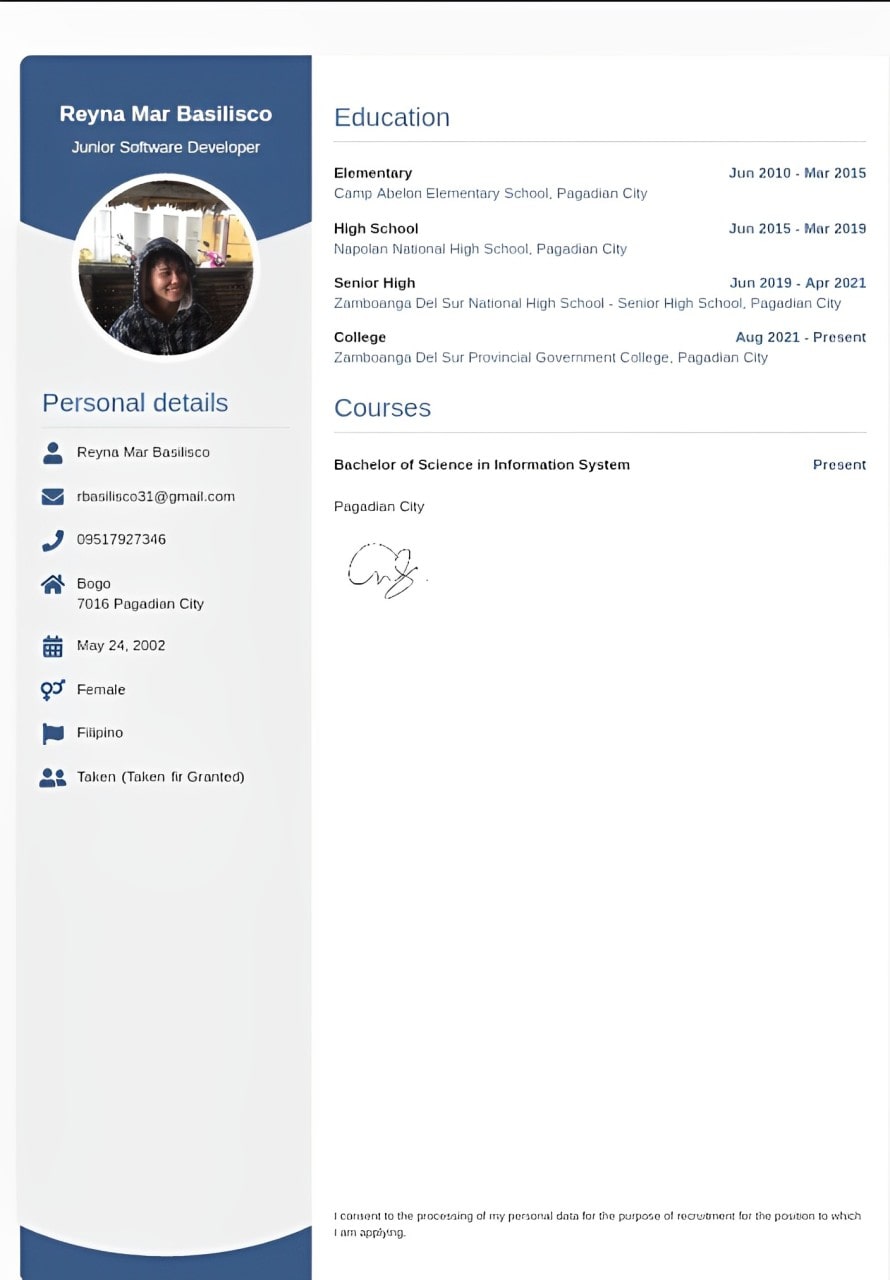 Reyna Mar Basilisco
Junior Software Developer
Personal details
Reyna Mar Basilisco
rbasilisco31@gmail.com
09517927346
Bogo
7016 Pagadian City
May 24, 2002
Female
Filipino
Taken (Taken fir Granted)
Education
Elementary Jun 2010 - Mar 2015
Camp Abelon Elementary School, Pagadian City
High School Jun 2015 - Mar 2019
Napolan National High School, Pagadian City
Senior High Jun 2019 - Apr 2021
Zamboanga Del Sur National High School - Senior High School, Pagadian City
College Aug 2021 - Present
Zamboanga Del Sur Provincial Government College, Pagadian City
Courses
Bachelor of Science in Information System Present
Pagadian City
I consent to the processing of my personal data for the purpose of recruitment for the position to which
I am applying.